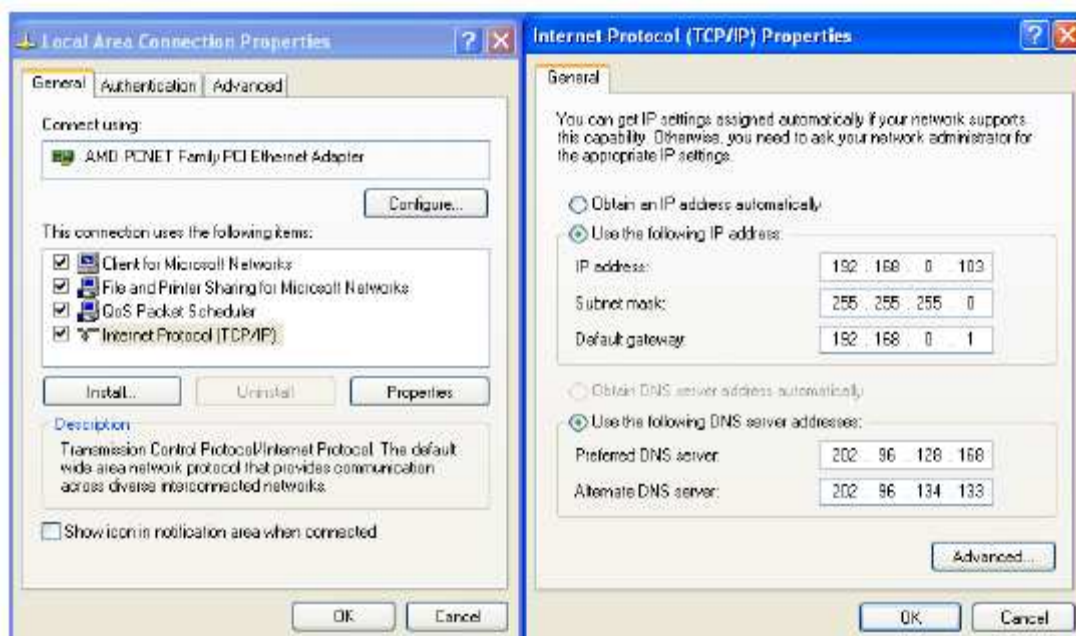 Local Area Connection Properties
General Authentication Advanced
Connect using:
AMD PCNET Family PCI Ethernet Adapter
Configure...
This connection uses the following items:
Client for Microsoft Networks
File and Printer Sharing for Microsoft Networks
QoS Packet Scheduler
Internet Protocol (TCP/IP)
Install... Uninstall Properties
Description
Transmission Control Protocol/Internet Protocol. The default
wide area network protocol that provides communication
across diverse interconnected networks.
Show icon in notification area when connected
OK Cancel
Internet Protocol (TCP/IP) Properties
General
You can get IP settings assigned automatically if your network supports
this capability. Otherwise, you need to ask your network administrator for
the appropriate IP settings.
Obtain an IP address automatically
Use the following IP address:
IP address: 192 . 168 . 0 . 103
Subnet mask: 255 . 255 . 255 . 0
Default gateway: 192 . 168 . 0 . 1
Obtain DNS server address automatically
Use the following DNS server addresses:
Preferred DNS server: 202 . 96 . 128 . 168
Alternate DNS server: 202 . 96 . 134 . 133
Advanced...
OK Cancel